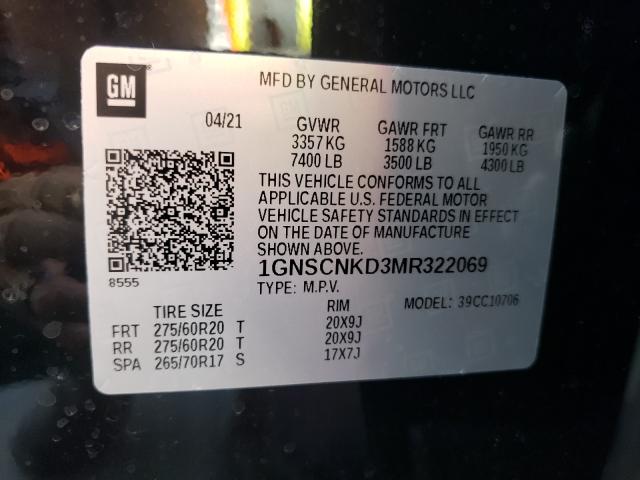 GM
MFD BY GENERAL MOTORS LLC
04/21 GVWR GAWR FRT GAWR RR
3357 KG 1588 KG 1950 KG
7400 LB 3500 LB 4300 LB
THIS VEHICLE CONFORMS TO ALL
APPLICABLE U.S. FEDERAL MOTOR
VEHICLE SAFETY STANDARDS IN EFFECT
ON THE DATE OF MANUFACTURE
SHOWN ABOVE.
1GNSCNKD3MR322069
8555
TYPE: M.P.V. MODEL: 39CC10706
TIRE SIZE RIM
FRT 275/60R20 T 20X9J
RR 275/60R20 T 20X9J
SPA 265/70R17 S 17X7J